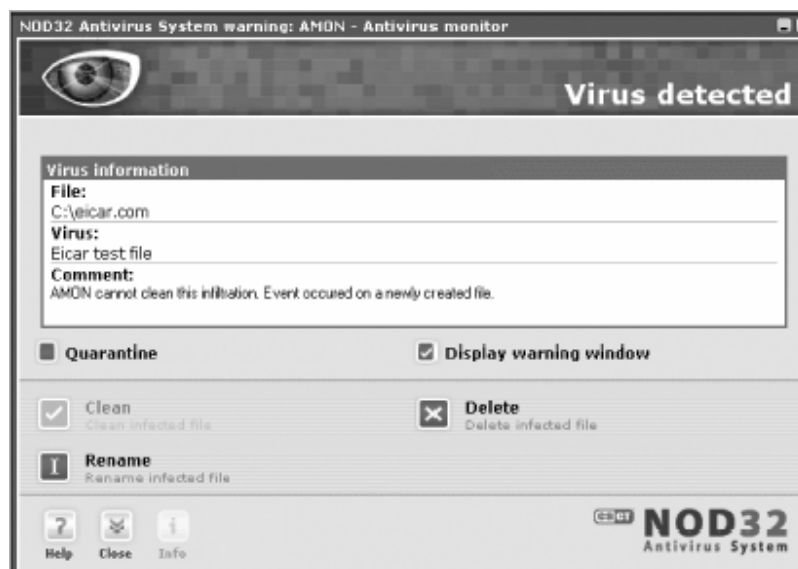 NOD32 Antivirus System warning: AMON - Antivirus monitor
Virus detected
Virus information
File:
C:\eicar.com
Virus:
Eicar test file
Comment:
AMON cannot clean this infiltration. Event occured on a newly created file.
Quarantine
Display warning window
Clean
Clean infected file
Delete
Delete infected file
Rename
Rename infected file
Help
Close
Info
eseT NOD32
Antivirus System